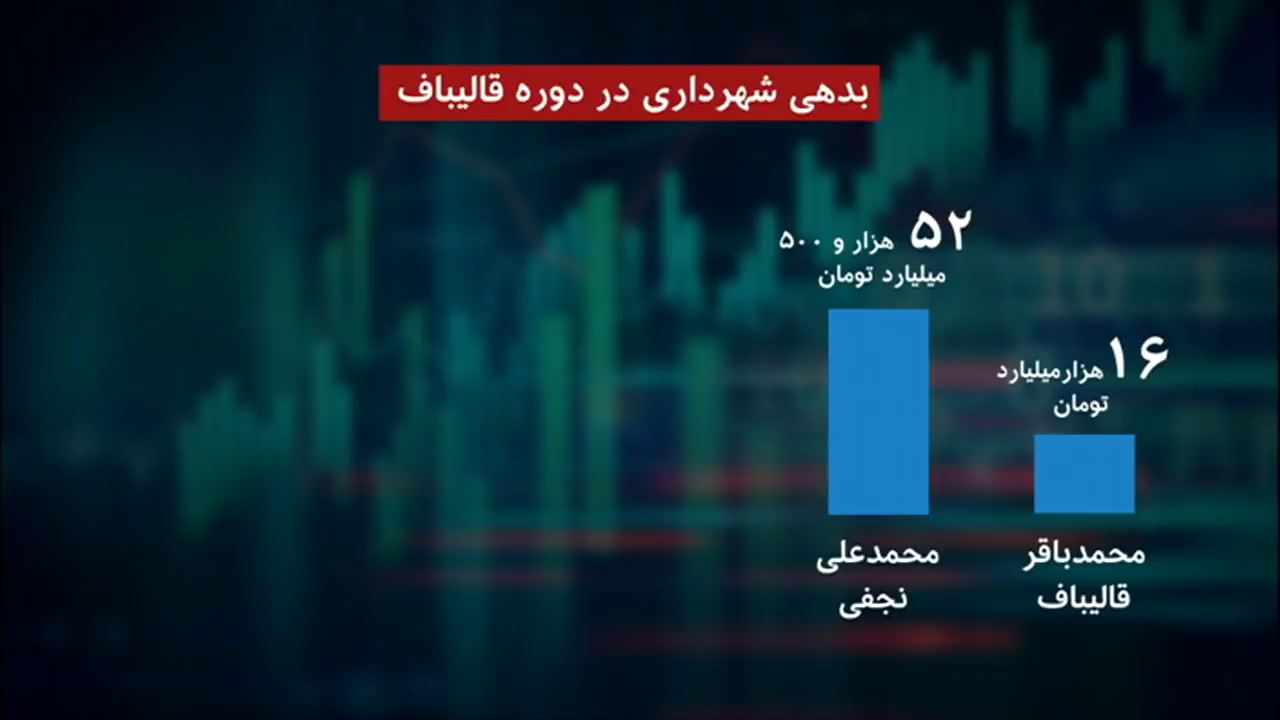 بدهی شهرداری در دوره قالیباف
۱۶ هزارمیلیارد
تومان
محمدباقر
قالیباف
۵۲ هزار و ۵۰۰
میلیارد تومان
محمدعلی
نجفی